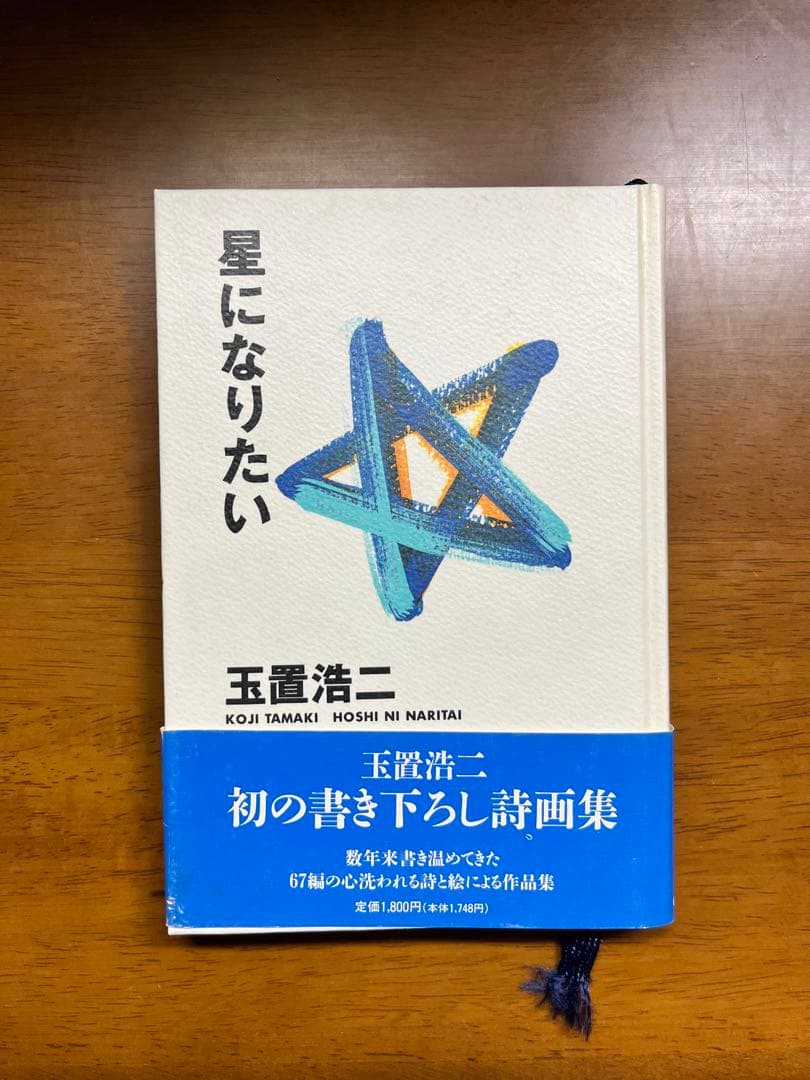 星になりたい
玉置浩二
KOJI TAMAKI HOSHI NI NARITAI
玉置浩二
初の書き下ろし詩画集
数年来書き温めてきた
67編の心洗われる詩と絵による作品集
定価1,800円(本体1,748円)